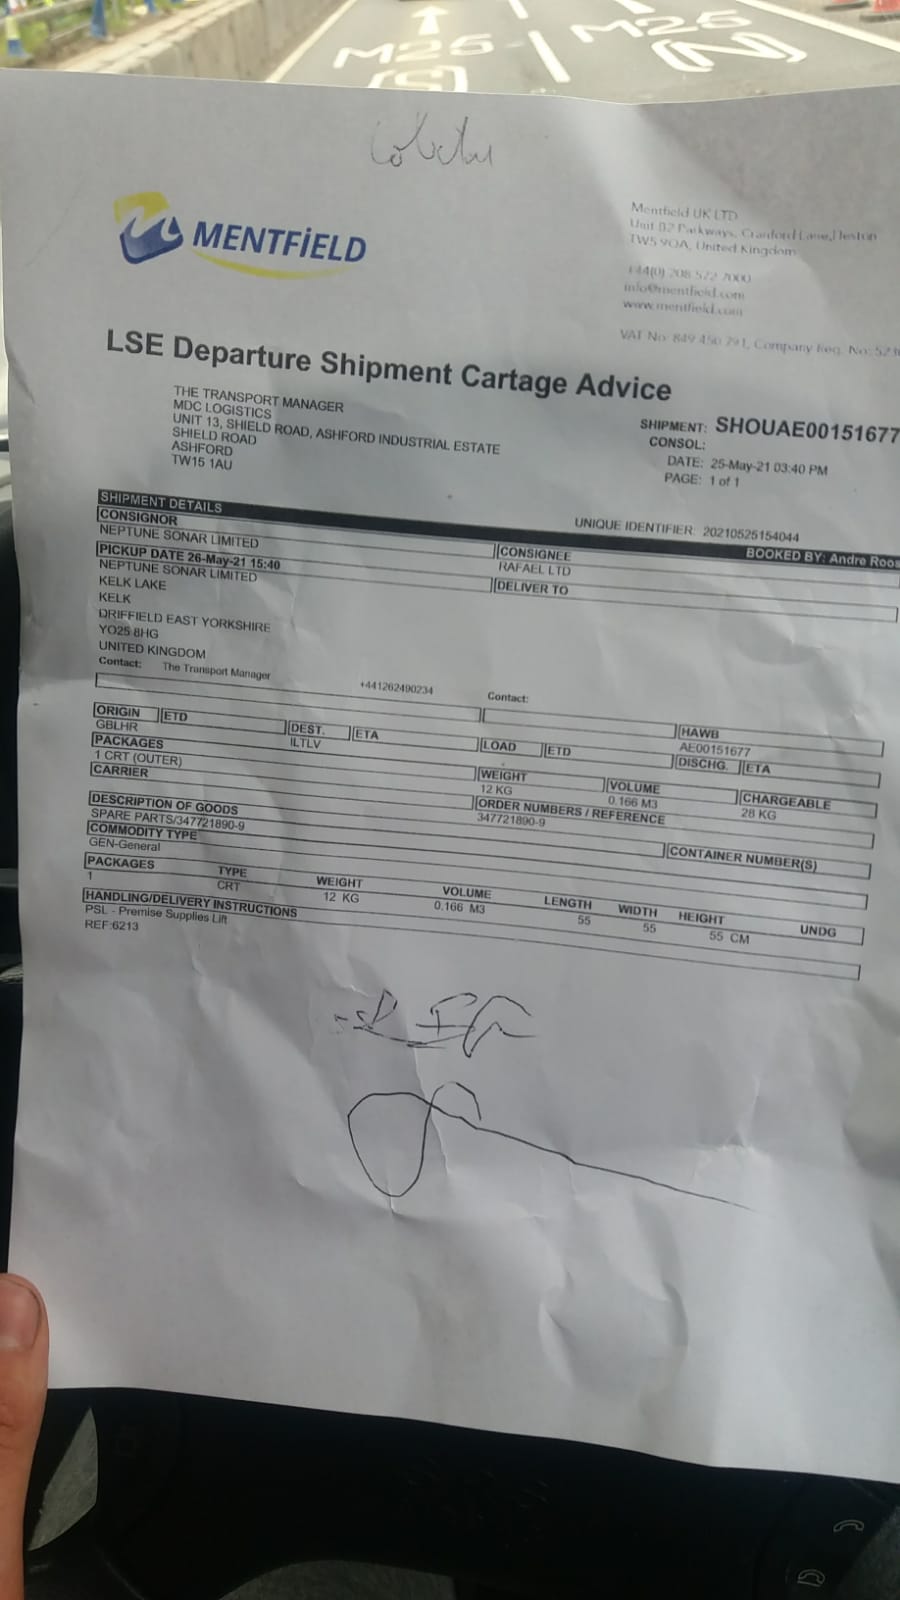 M25 M25
(S) (N)
MENTFiELD
Mentfield UK LTD
Unit B2 Parkways, Cranford Lane, Heston
TW5 9QA, United Kingdom
+44(0) 208 572 7000
info@mentfield.com
www.mentfield.com
VAT No: 849 450 791, Company Reg. No:
LSE Departure Shipment Cartage Advice
THE TRANSPORT MANAGER
MDC LOGISTICS
UNIT 13, SHIELD ROAD, ASHFORD INDUSTRIAL ESTATE
SHIELD ROAD
ASHFORD
TW15 1AU
SHIPMENT: SHOUAE00151677
CONSOL:
DATE: 25-May-21 03:40 PM
PAGE: 1 of 1
UNIQUE IDENTIFIER: 20210525154044
SHIPMENT DETAILS BOOKED BY: Andre Roos
CONSIGNOR CONSIGNEE
NEPTUNE SONAR LIMITED RAFAEL LTD
PICKUP DATE 26-May-21 15:40 DELIVER TO
NEPTUNE SONAR LIMITED
KELK LAKE
KELK
DRIFFIELD EAST YORKSHIRE
YO25 8HG
UNITED KINGDOM
Contact: The Transport Manager +441262490234 Contact:
ORIGIN ETD DEST. ETA LOAD ETD HAWB
GBLHR ILTLV AE00151677
DISCHG. ETA
PACKAGES WEIGHT VOLUME CHARGEABLE
1 CRT (OUTER) 12 KG 0.166 M3 28 KG
CARRIER ORDER NUMBERS / REFERENCE
347721890-9
DESCRIPTION OF GOODS CONTAINER NUMBER(S)
SPARE PARTS/347721890-9
COMMODITY TYPE
GEN-General
PACKAGES TYPE WEIGHT VOLUME LENGTH WIDTH HEIGHT UNDG
1 CRT 12 KG 0.166 M3 55 55 55 CM
HANDLING/DELIVERY INSTRUCTIONS
PSL - Premise Supplies Lift
REF:6213